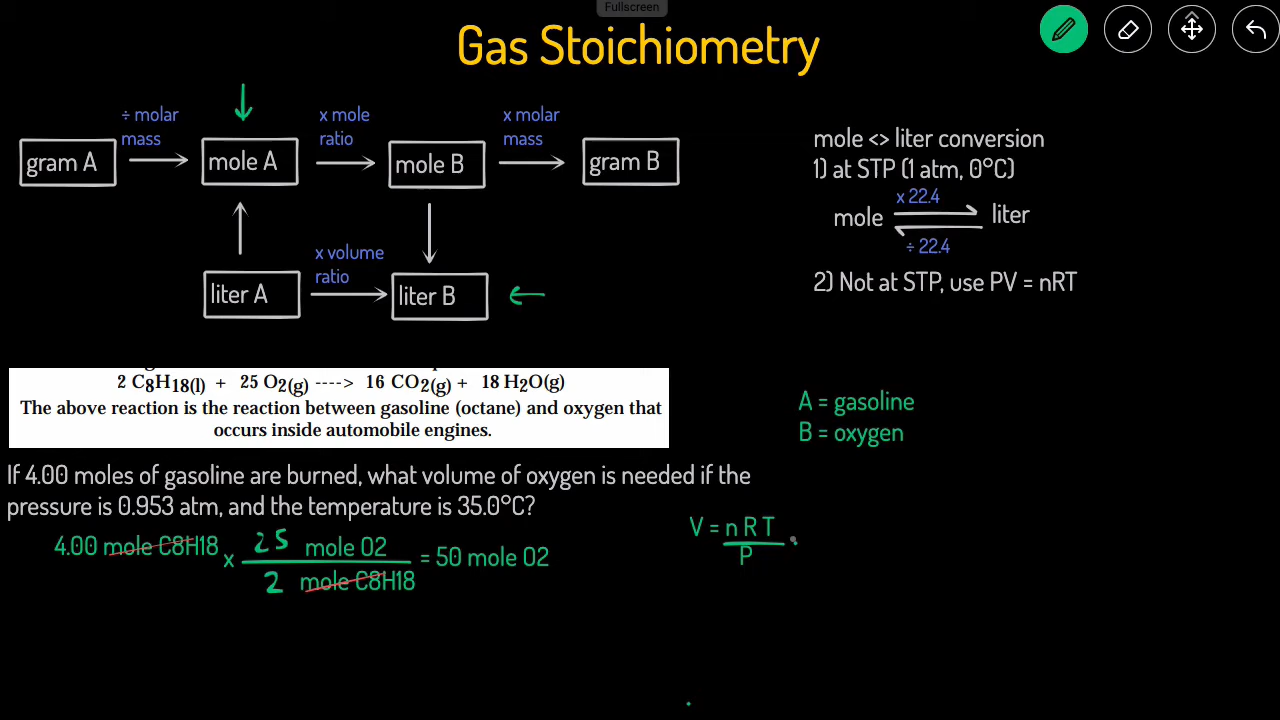 Fullscreen
Gas Stoichiometry
÷ molar mass
x mole ratio
x molar mass
gram A
mole A
mole B
gram B
x volume ratio
liter A
liter B
mole <> liter conversion
1) at STP (1 atm, 0°C)
x 22.4
mole
liter
÷ 22.4
2) Not at STP, use PV = nRT
2 C8H18(l) + 25 O2(g) ----> 16 CO2(g) + 18 H2O(g)
The above reaction is the reaction between gasoline (octane) and oxygen that
occurs inside automobile engines.
A = gasoline
B = oxygen
If 4.00 moles of gasoline are burned, what volume of oxygen is needed if the
pressure is 0.953 atm, and the temperature is 35.0°C?
4.00 mole C8H18 x 25 mole O2 = 50 mole O2
2 mole C8H18
V = n R T
P